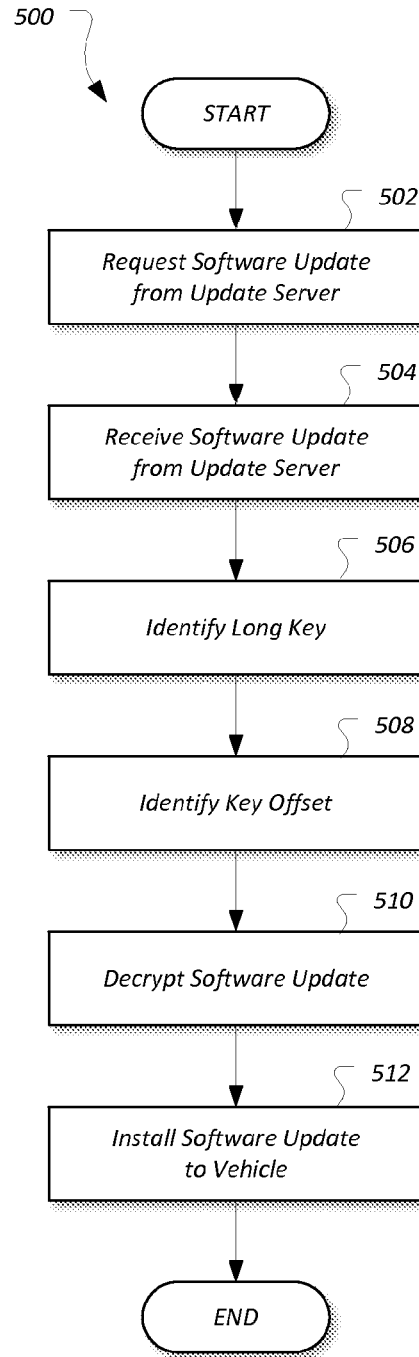 500
START
502
Request Software Update
from Update Server
504
Receive Software Update
from Update Server
506
Identify Long Key
508
Identify Key Offset
510
Decrypt Software Update
512
Install Software Update
to Vehicle
END